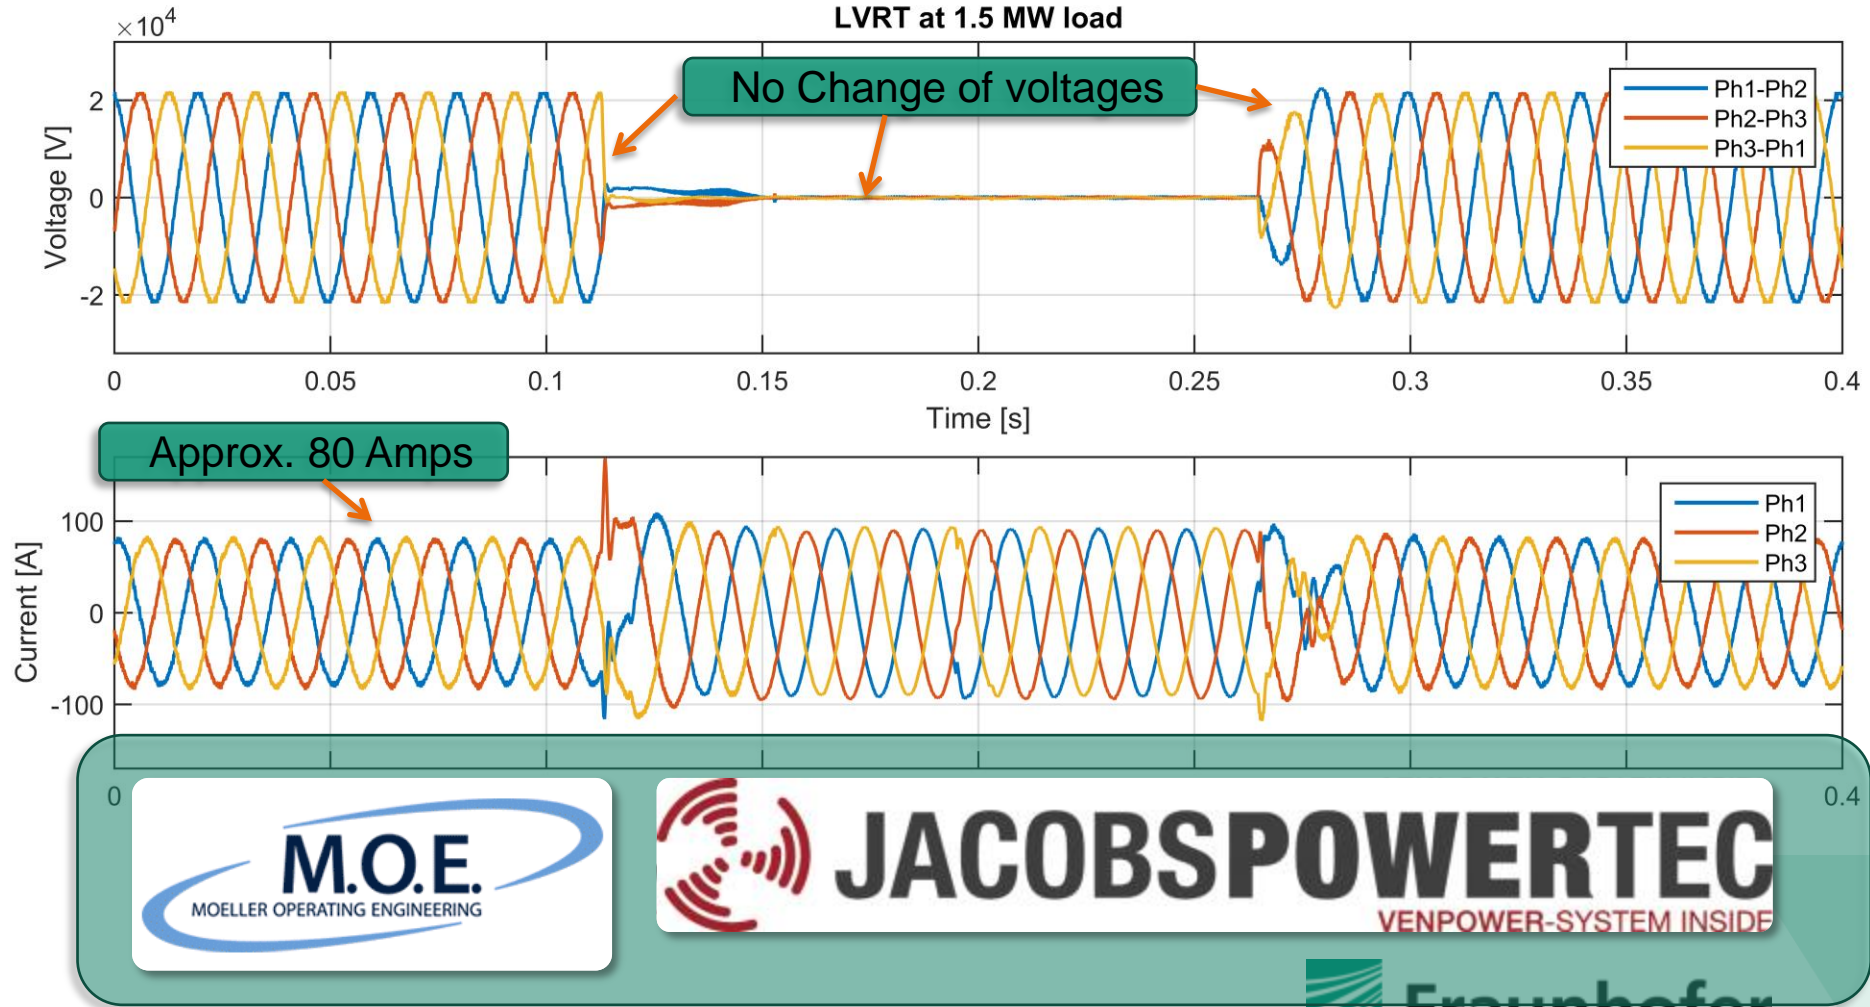 LVRT at 1.5 MW load
×10⁴
No Change of voltages
Ph1-Ph2
Ph2-Ph3
Ph3-Ph1
2
0
-2
Voltage [V]
0 0.05 0.1 0.15 0.2 0.25 0.3 0.35 0.4
Time [s]
Approx. 80 Amps
Ph1
Ph2
Ph3
100
0
-100
Current [A]
0 0.4
M.O.E.
MOELLER OPERATING ENGINEERING
JACOBSPOWERTEC
VENPOWER-SYSTEM INSIDE
Fraunhofer